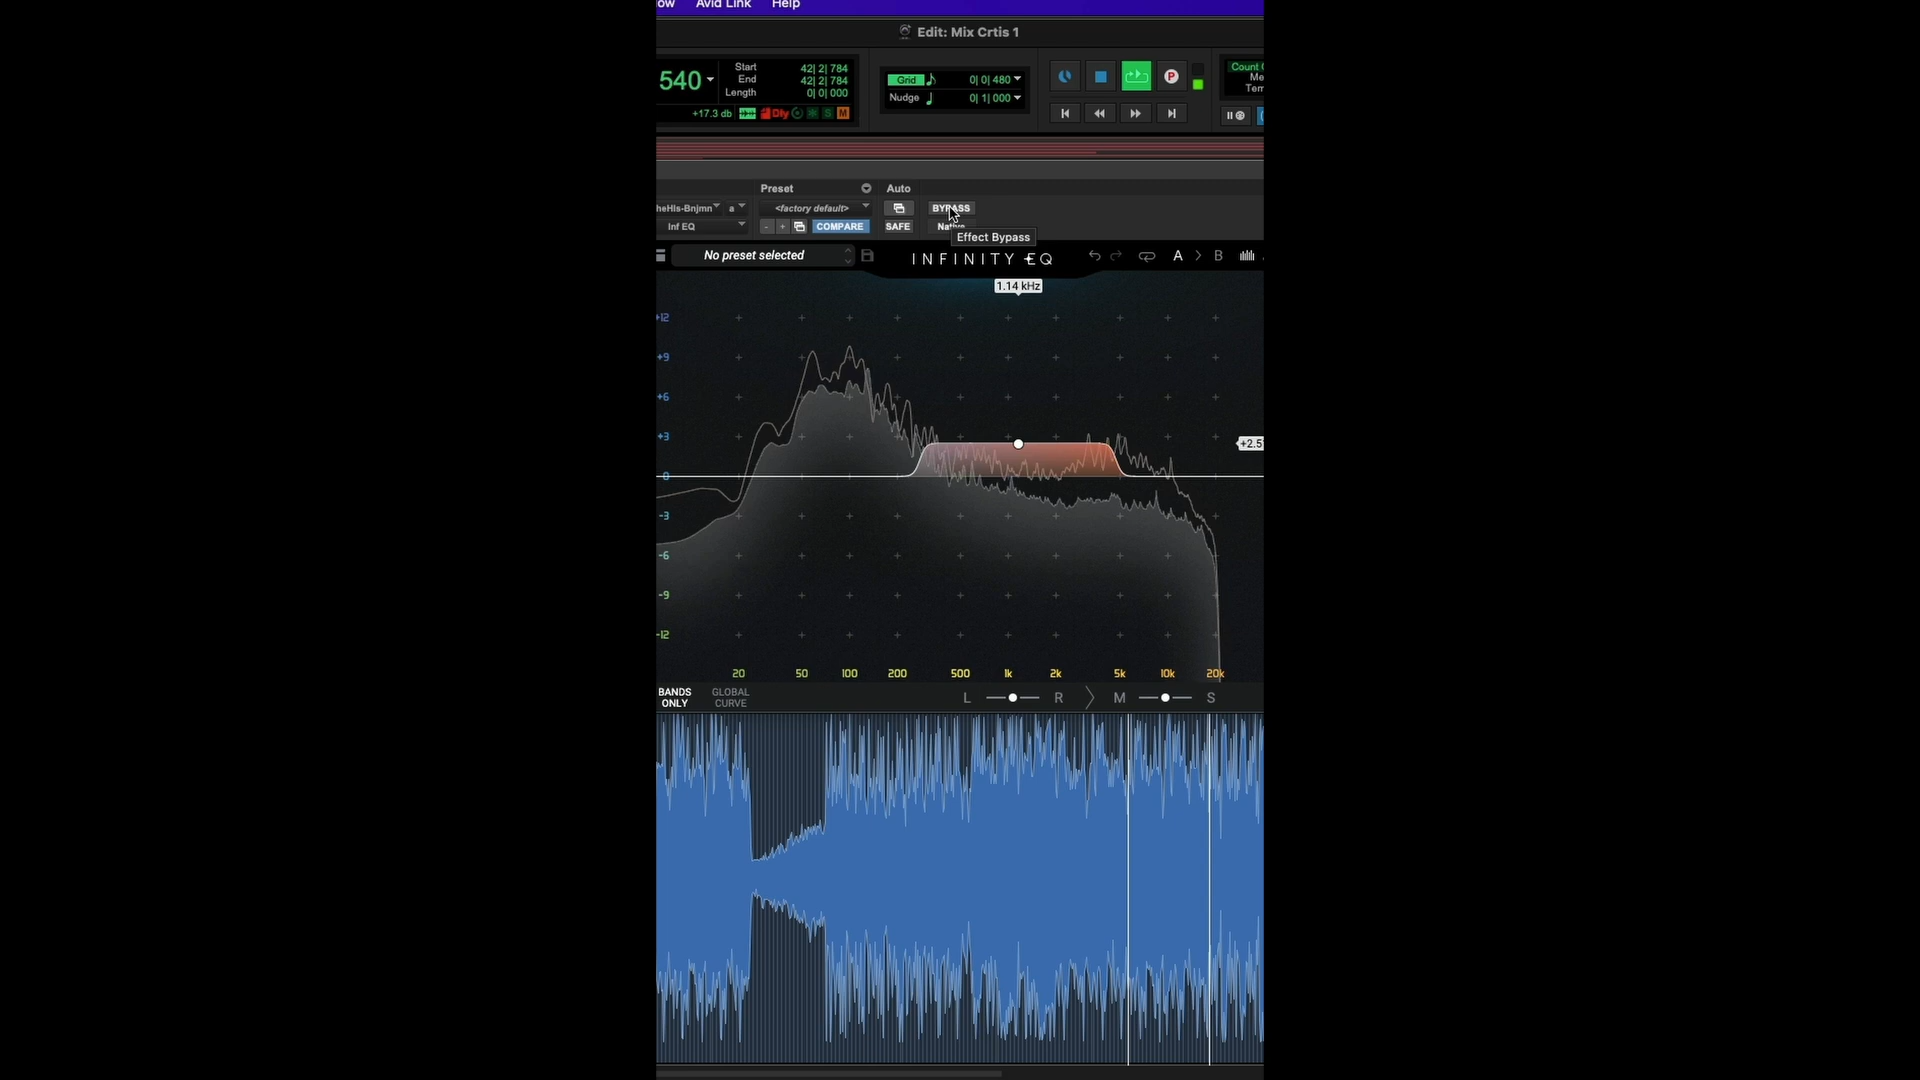 Avid Link Help
Edit: Mix Crtis 1
540
Start 42| 2| 784
End 42| 2| 784
Length 0| 0| 000
+17.3 db Dly S M
Grid 0| 0| 480
Nudge 0| 1| 000
P
Count
Me
Tem
Preset Auto
heHls-Bnjmn a <factory default> BYPASS
Inf EQ - + COMPARE SAFE Native
Effect Bypass
No preset selected
INFINITY EQ
A B
1.14 kHz
+12
+9
+6
+3
+2.5
0
-3
-6
-9
-12
20 50 100 200 500 1k 2k 5k 10k 20k
BANDS ONLY
GLOBAL CURVE
L R M S